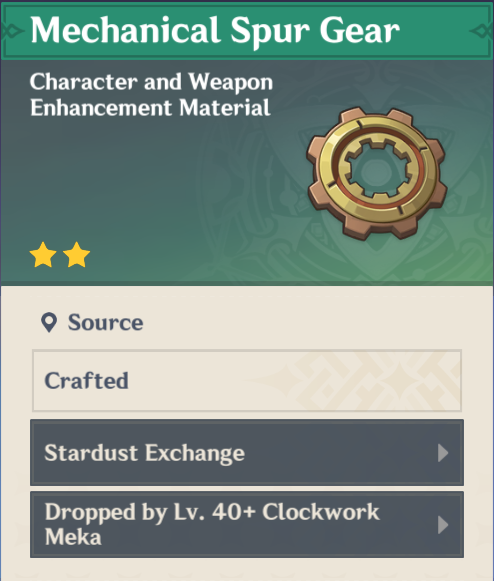 Mechanical Spur Gear
Character and Weapon
Enhancement Material
Source
Crafted
Stardust Exchange
Dropped by Lv. 40+ Clockwork
Meka